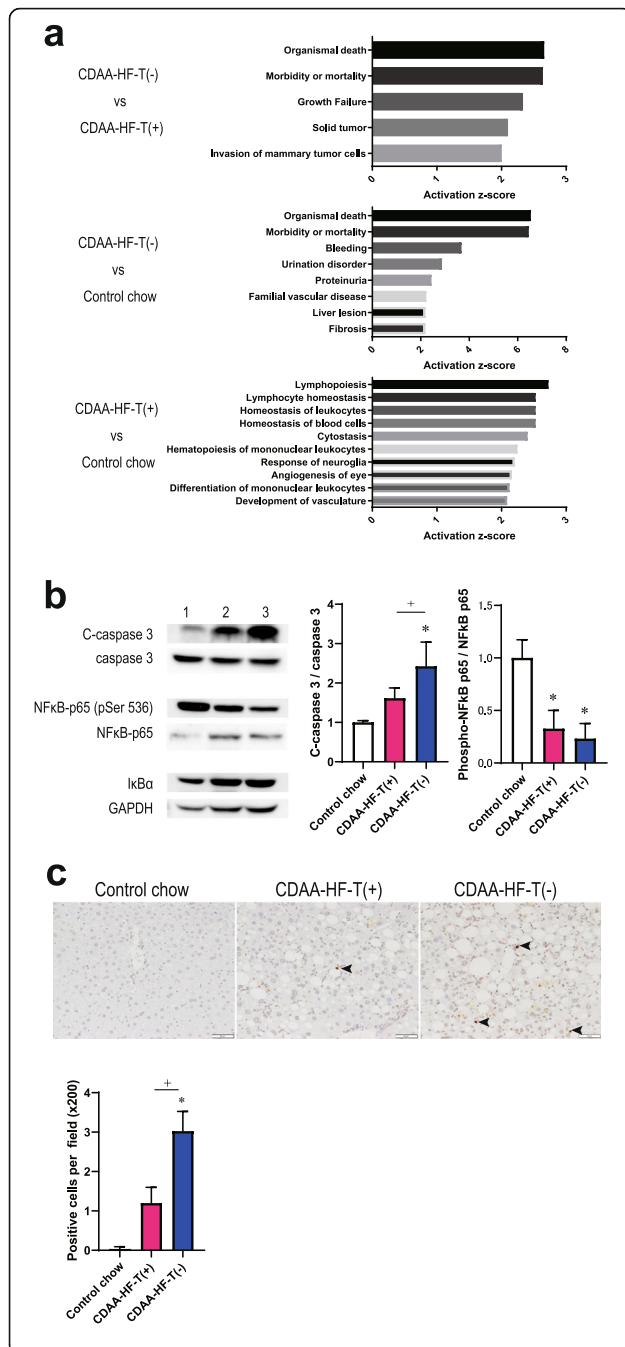 a
CDAA-HF-T(-)
vs
CDAA-HF-T(+)
Organismal death
Morbidity or mortality
Growth Failure
Solid tumor
Invasion of mammary tumor cells
0 1 2 3
Activation z-score
CDAA-HF-T(-)
vs
Control chow
Organismal death
Morbidity or mortality
Bleeding
Urination disorder
Proteinuria
Familial vascular disease
Liver lesion
Fibrosis
0 2 4 6 8
Activation z-score
CDAA-HF-T(+)
vs
Control chow
Lymphopoiesis
Lymphocyte homeostasis
Homeostasis of leukocytes
Homeostasis of blood cells
Cytostasis
Hematopoiesis of mononuclear leukocytes
Response of neuroglia
Angiogenesis of eye
Differentiation of mononuclear leukocytes
Development of vasculature
0 1 2 3
Activation z-score
b
1 2 3
C-caspase 3
caspase 3
NFκB-p65 (pSer 536)
NFκB-p65
IκBα
GAPDH
C-caspase 3 / caspase 3
4
3
2
1
0
+
*
Control chow
CDAA-HF-T(+)
CDAA-HF-T(-)
Phospho-NFkB p65 / NFkB p65
1.5
1.0
0.5
0.0
* *
Control chow
CDAA-HF-T(+)
CDAA-HF-T(-)
c
Control chow CDAA-HF-T(+) CDAA-HF-T(-)
Positive cells per field (x200)
4
3
2
1
0
+
*
Control chow
CDAA-HF-T(+)
CDAA-HF-T(-)